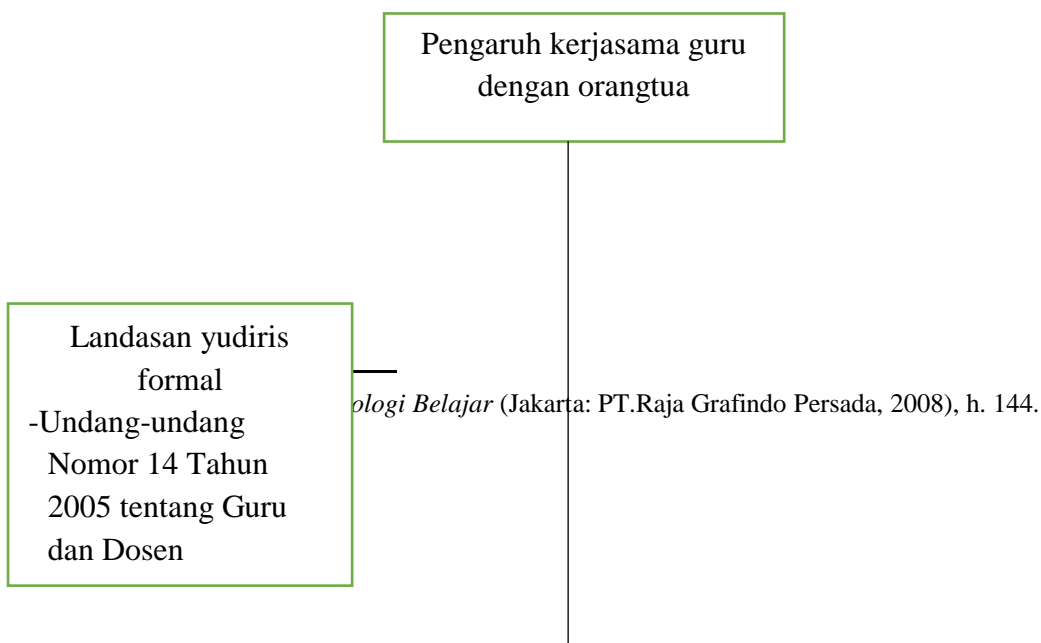 Pengaruh kerjasama guru
dengan orangtua
Landasan yudiris
formal
-Undang-undang
Nomor 14 Tahun
2005 tentang Guru
dan Dosen
ologi Belajar (Jakarta: PT.Raja Grafindo Persada, 2008), h. 144.